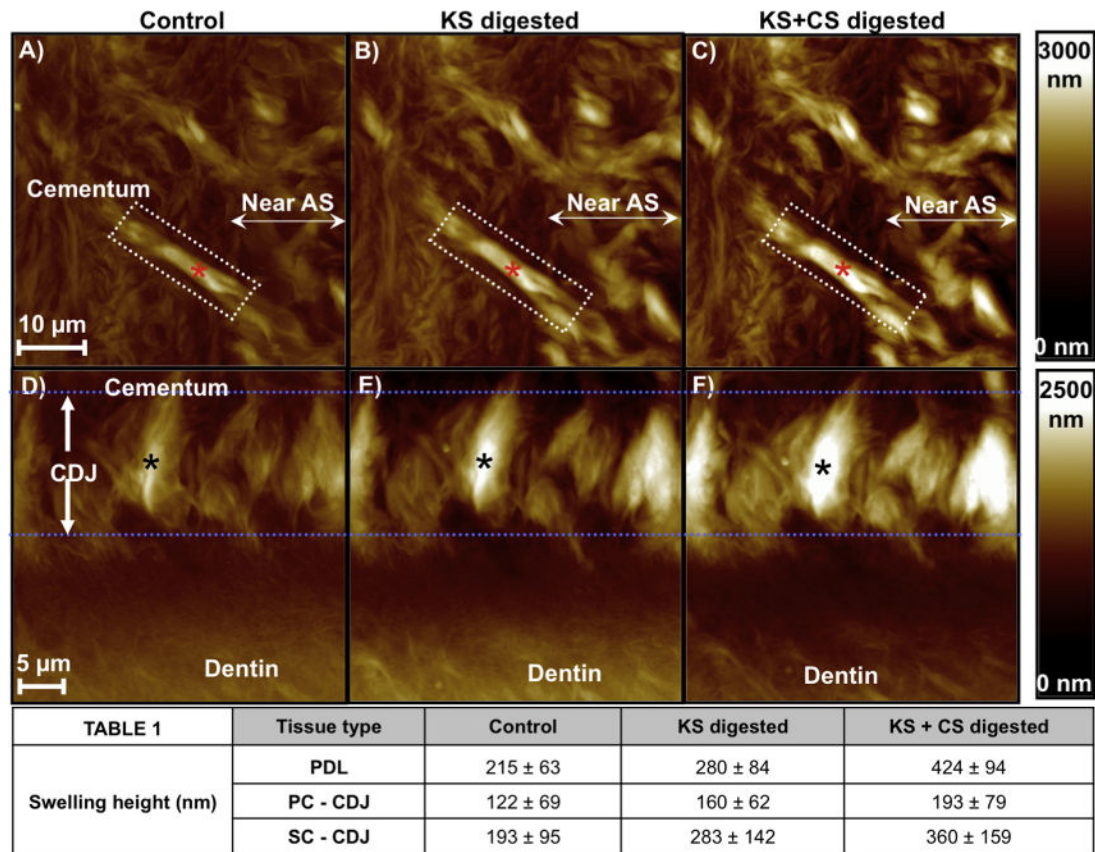 Control KS digested KS+CS digested
A) B) C) 3000 nm
Cementum
Near AS Near AS Near AS
* * *
10 µm 0 nm
D) Cementum E) F) 2500 nm
* * *
CDJ
5 µm
Dentin Dentin Dentin
0 nm
TABLE 1 Tissue type Control KS digested KS + CS digested
Swelling height (nm)
PDL 215 ± 63 280 ± 84 424 ± 94
PC - CDJ 122 ± 69 160 ± 62 193 ± 79
SC - CDJ 193 ± 95 283 ± 142 360 ± 159